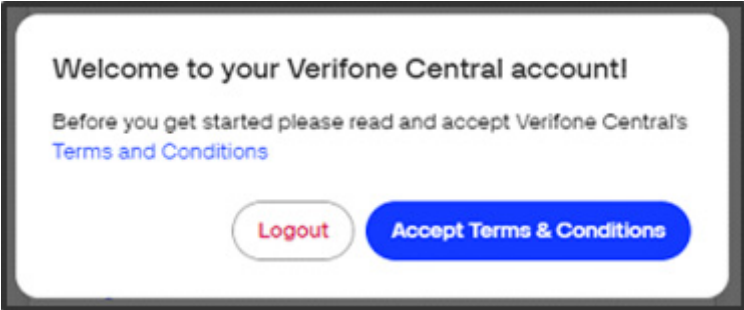 Welcome to your Verifone Central account!
Before you get started please read and accept Verifone Central's
Terms and Conditions
Logout
Accept Terms & Conditions